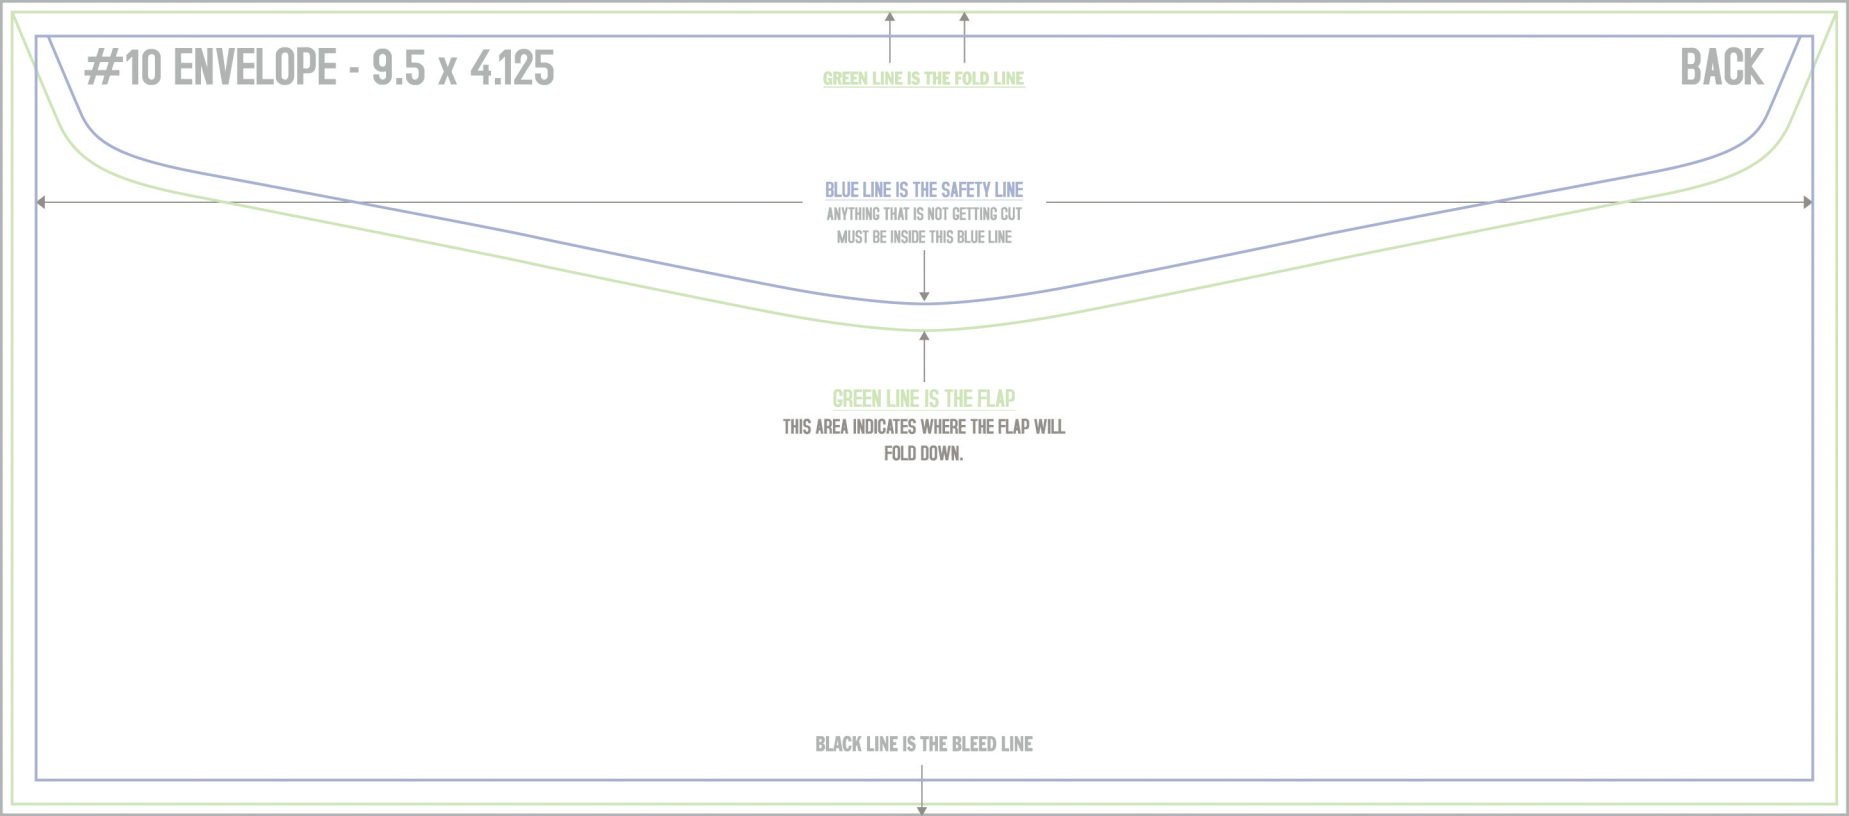 #10 ENVELOPE - 9.5 x 4.125
BACK
GREEN LINE IS THE FOLD LINE
BLUE LINE IS THE SAFETY LINE
ANYTHING THAT IS NOT GETTING CUT
MUST BE INSIDE THIS BLUE LINE
GREEN LINE IS THE FLAP
THIS AREA INDICATES WHERE THE FLAP WILL
FOLD DOWN.
BLACK LINE IS THE BLEED LINE